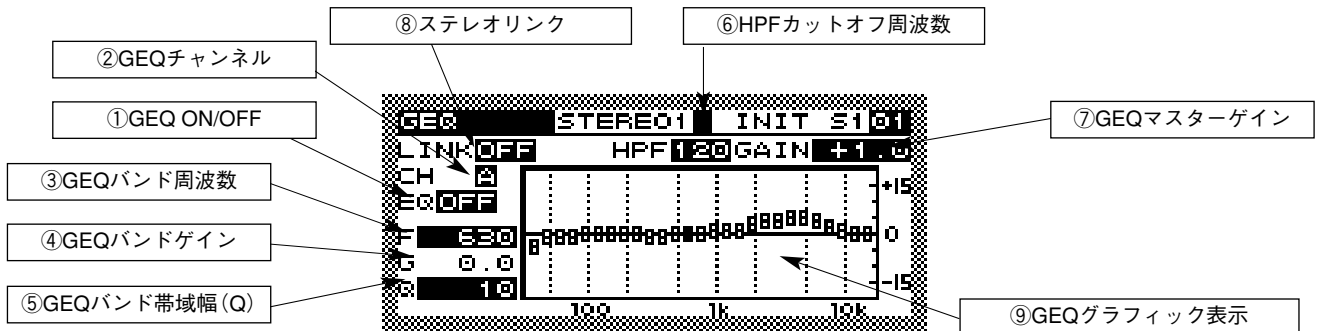 ⑧ステレオリンク
⑥HPFカットオフ周波数
②GEQチャンネル
①GEQ ON/OFF
⑦GEQマスターゲイン
③GEQバンド周波数
④GEQバンドゲイン
⑤GEQバンド帯域幅(Q)
⑨GEQグラフィック表示
GEQ STEREO1 INIT S1 01
LINK OFF HPF 120 GAIN +1.0
CH A
EQ OFF
F 630
G 0.0
Q 10
+15
0
-15
100 1k 10k